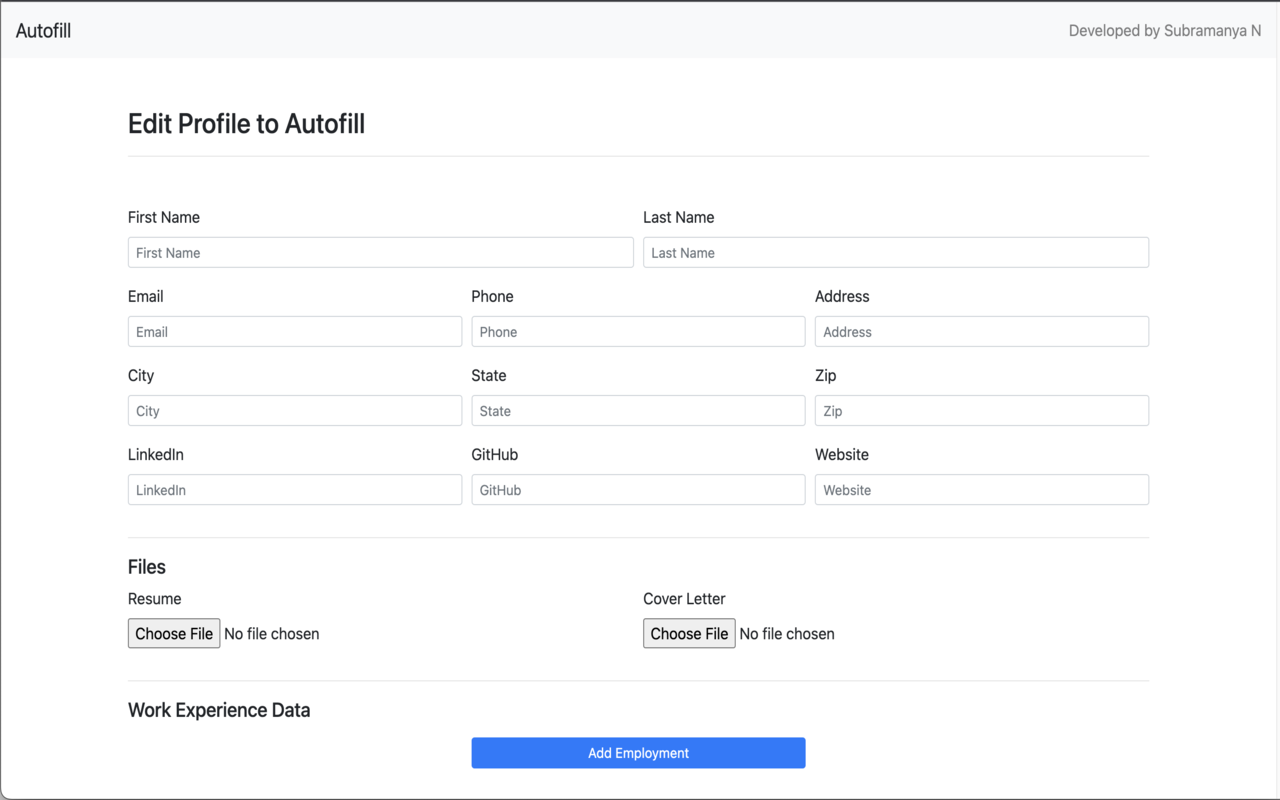 Autofill Developed by Subramanya N
Edit Profile to Autofill
First Name Last Name
First Name Last Name
Email Phone Address
Email Phone Address
City State Zip
City State Zip
LinkedIn GitHub Website
LinkedIn GitHub Website
Files
Resume Cover Letter
Choose File No file chosen Choose File No file chosen
Work Experience Data
Add Employment